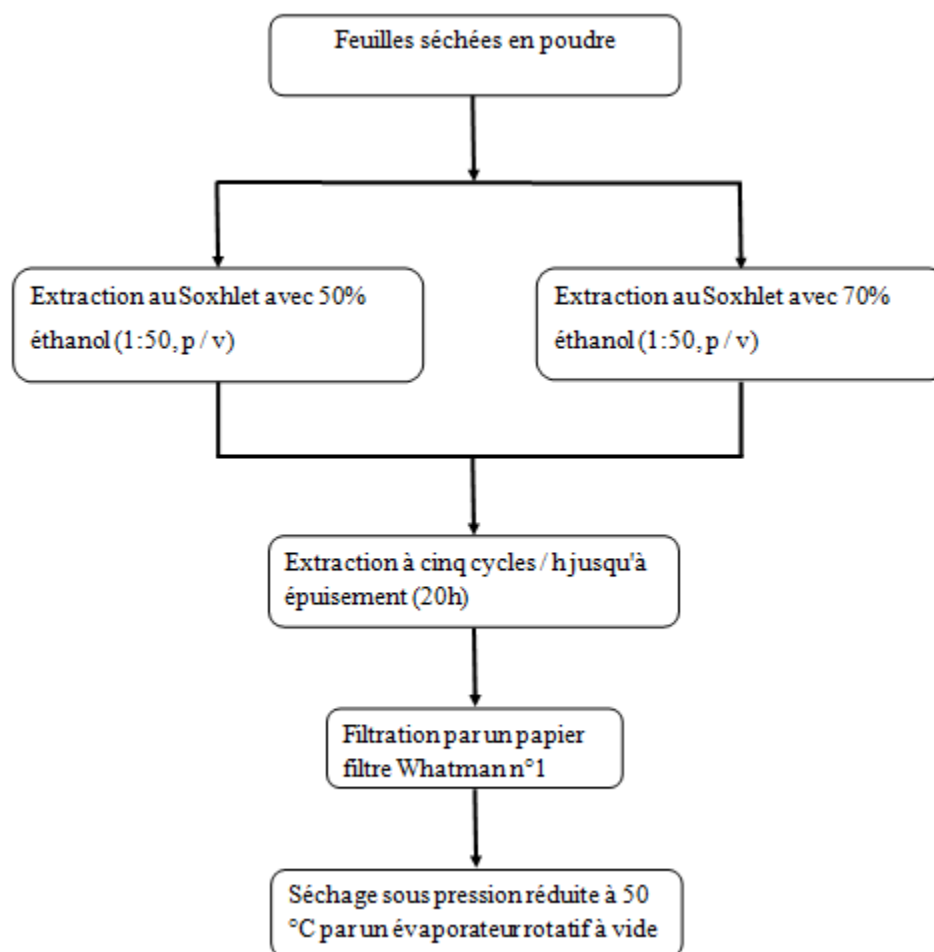 Feuilles séchées en poudre
Extraction au Soxhlet avec 50%
éthanol (1:50, p / v)
Extraction au Soxhlet avec 70%
éthanol (1:50, p / v)
Extraction à cinq cycles / h jusqu'à
épuisement (20h)
Filtration par un papier
filtre Whatman n°1
Séchage sous pression réduite à 50
°C par un évaporateur rotatif à vide